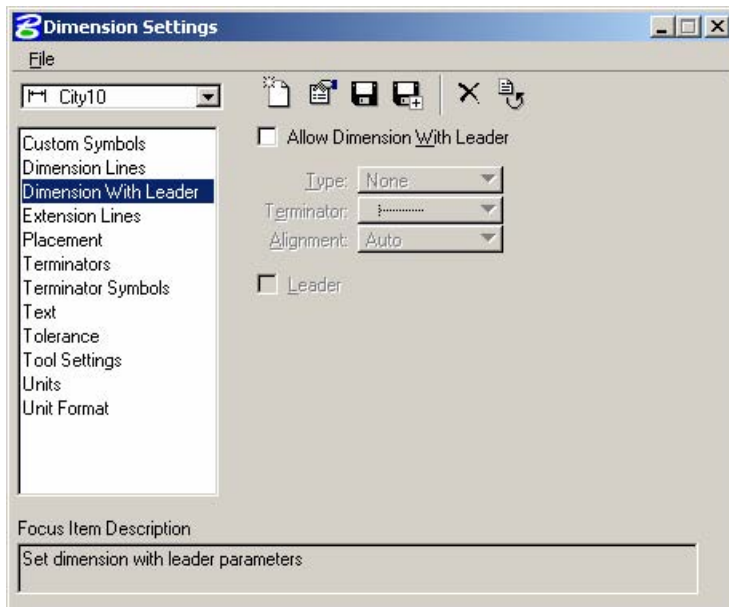 Dimension Settings
File
City10
Custom Symbols
Dimension Lines
Dimension With Leader
Extension Lines
Placement
Terminators
Terminator Symbols
Text
Tolerance
Tool Settings
Units
Unit Format
Allow Dimension With Leader
Type: None
Terminator:
Alignment: Auto
Leader
Focus Item Description
Set dimension with leader parameters